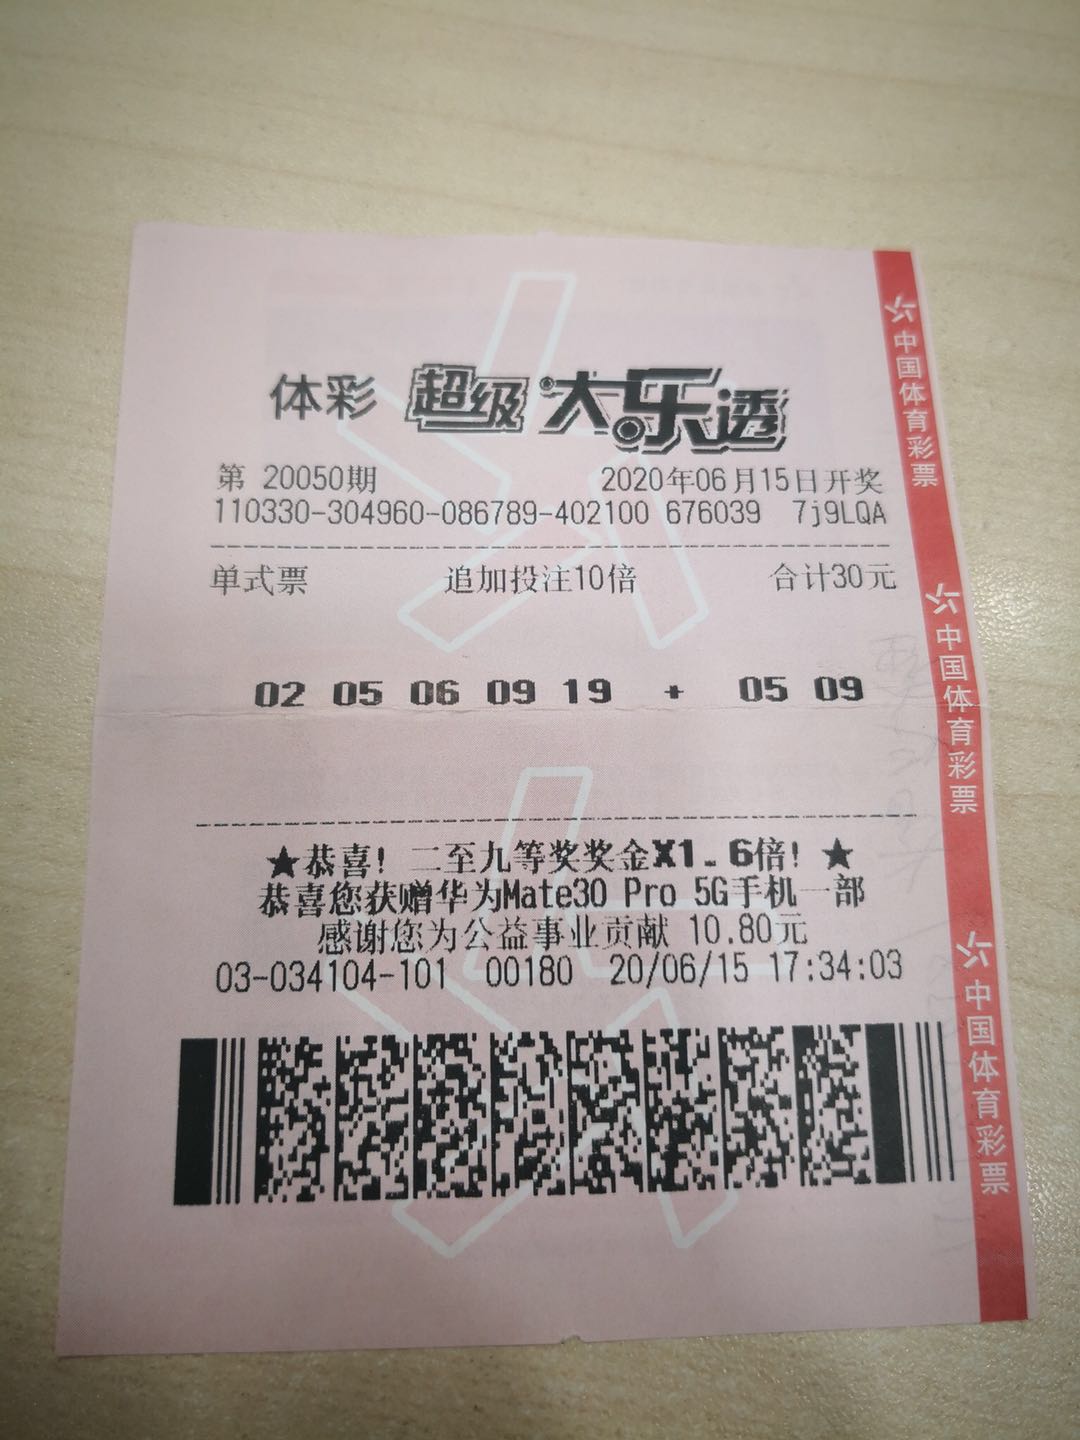 体彩 超级大乐透
第 20050期 2020年06月15日开奖
110330-304960-086789-402100 676039 7j9LQA
单式票 追加投注10倍 合计30元
02 05 06 09 19 + 05 09
★恭喜! 二至九等奖奖金X1.6倍! ★
恭喜您获赠华为Mate30 Pro 5G手机一部
感谢您为公益事业贡献 10.80元
03-034104-101 00180 20/06/15 17:34:03
中国体育彩票
中国体育彩票
中国体育彩票